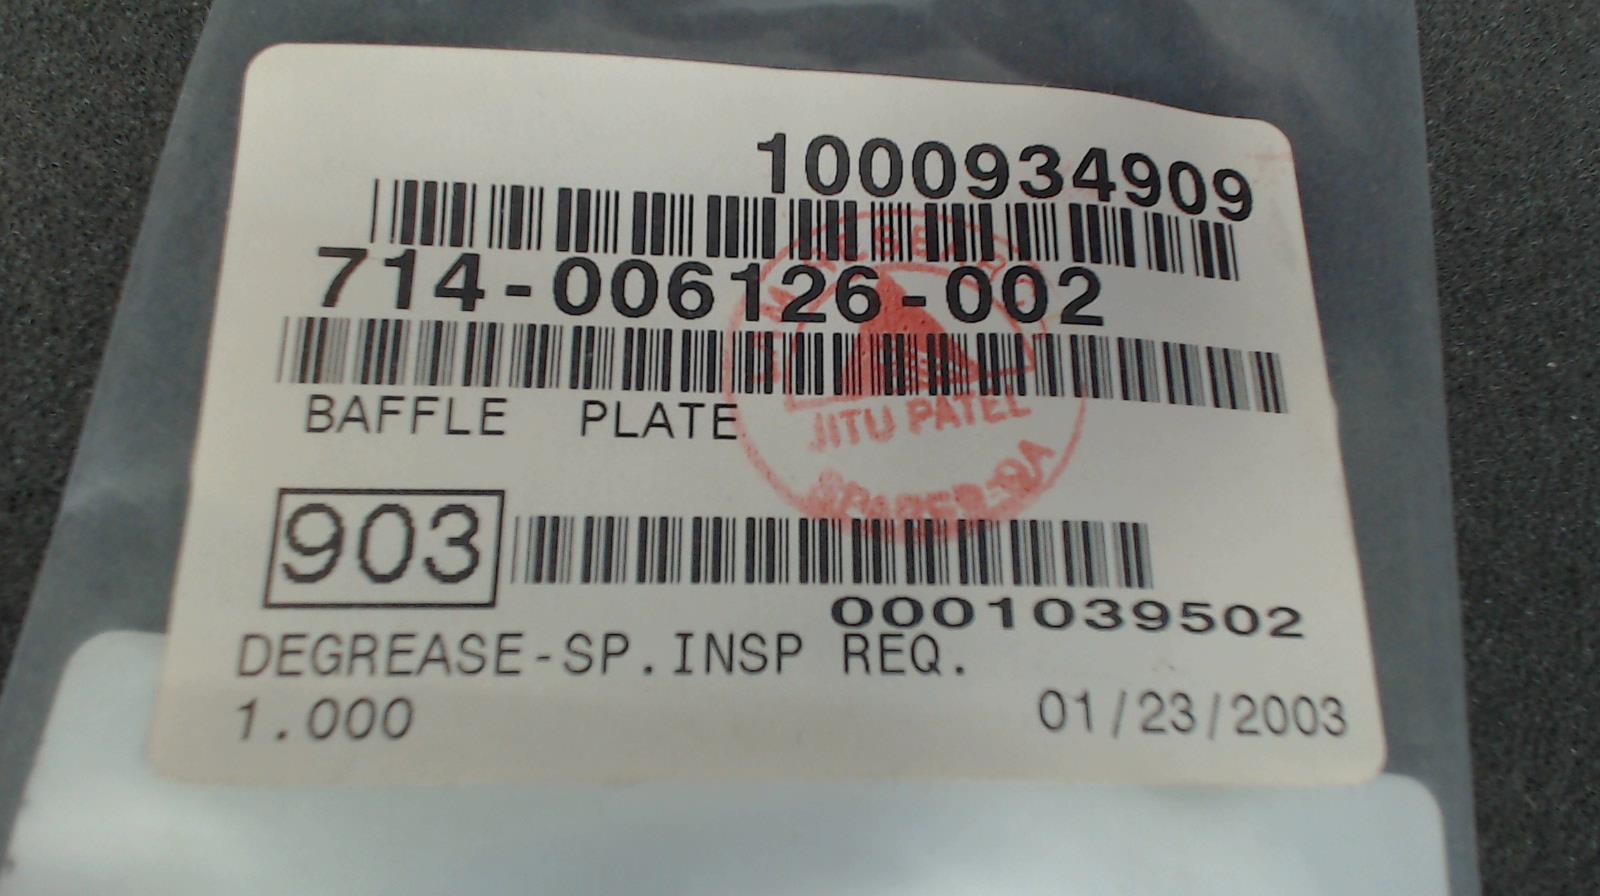 1000934909
714-006126-002
BAFFLE PLATE
JITU PATEL
903
0001039502
DEGREASE-SP.INSP REQ.
1.000
01/23/2003